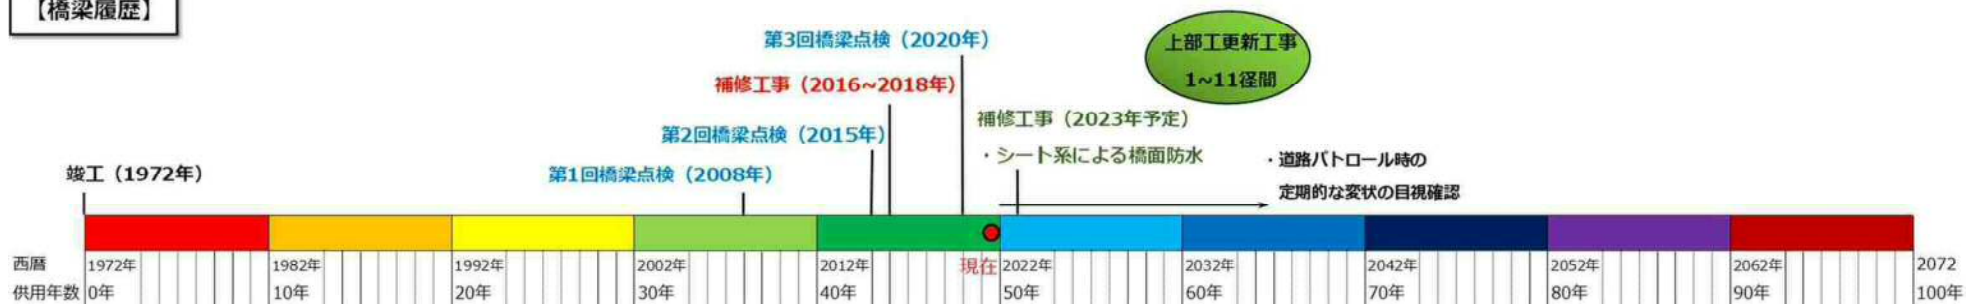 【橋梁履歴】
第3回橋梁点検（2020年）
上部工更新工事
1~11径間
補修工事（2016~2018年）
補修工事（2023年予定）
第2回橋梁点検（2015年）
・シート系による橋面防水
・道路パトロール時の
定期的な変状の目視確認
竣工（1972年）
第1回橋梁点検（2008年）
西暦 1972年 1982年 1992年 2002年 2012年 現在 2022年 2032年 2042年 2052年 2062年 2072
供用年数 0年 10年 20年 30年 40年 50年 60年 70年 80年 90年 100年